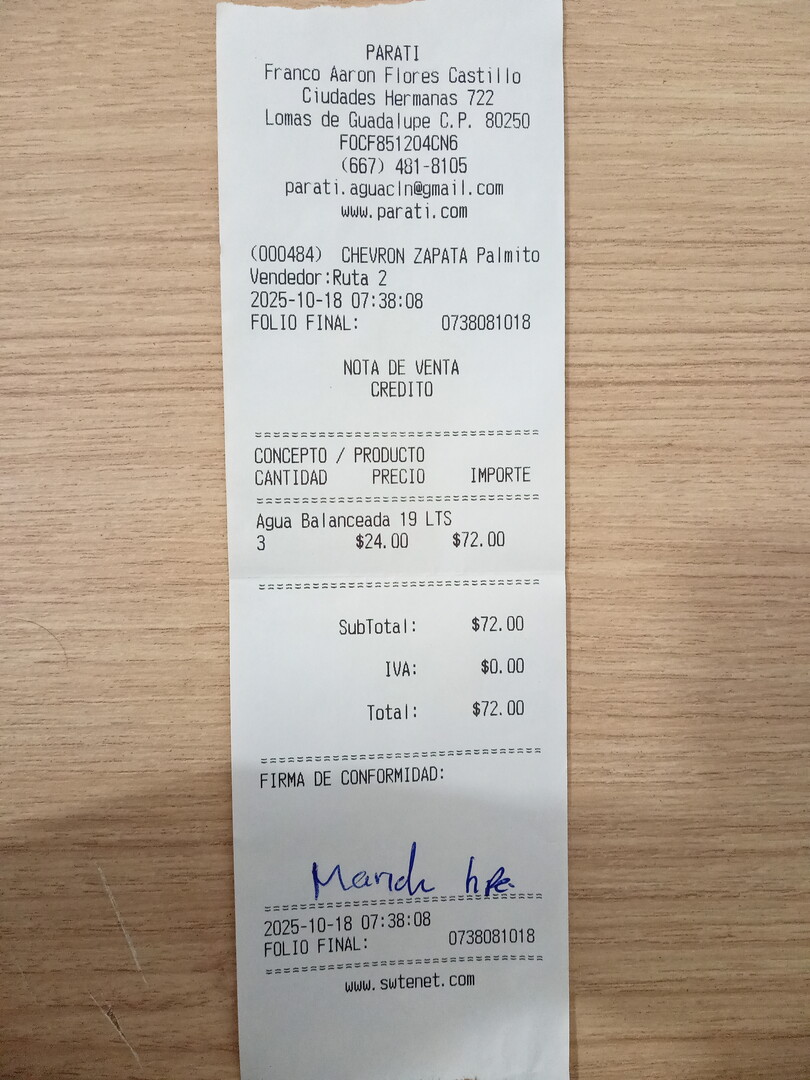 PARATI
Franco Aaron Flores Castillo
Ciudades Hermanas 722
Lomas de Guadalupe C.P. 80250
FOCF851204CN6
(667) 481-8105
parati.aguacln@gmail.com
www.parati.com
(000484) CHEVRON ZAPATA Palmito
Vendedor:Ruta 2
2025-10-18 07:38:08
FOLIO FINAL: 0738081018
NOTA DE VENTA
CREDITO
================================
CONCEPTO / PRODUCTO
CANTIDAD PRECIO IMPORTE
================================
Agua Balanceada 19 LTS
3 $24.00 $72.00
================================
SubTotal: $72.00
IVA: $0.00
Total: $72.00
================================
FIRMA DE CONFORMIDAD:
================================
2025-10-18 07:38:08
FOLIO FINAL: 0738081018
================================
www.swtenet.com